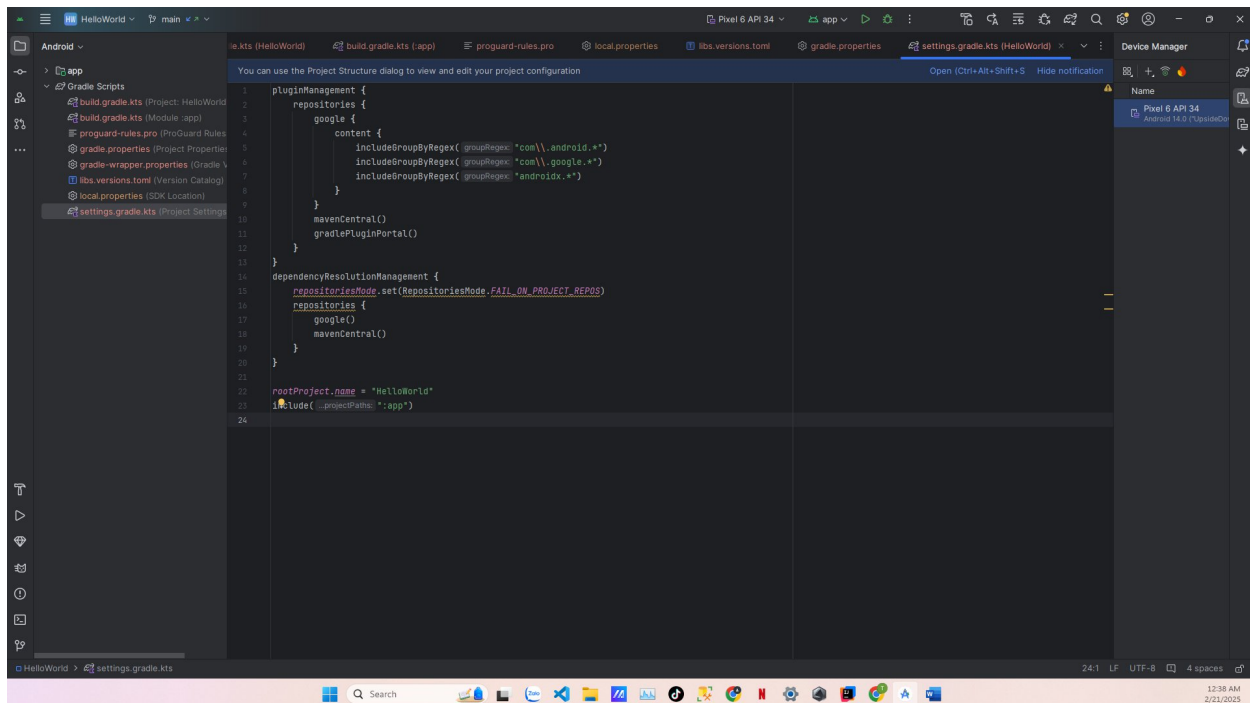 HW HelloWorld main Pixel 6 API 34 app
Android
le.kts (HelloWorld) build.gradle.kts (:app) proguard-rules.pro local.properties libs.versions.toml gradle.properties settings.gradle.kts (HelloWorld)
Device Manager
app
Gradle Scripts
build.gradle.kts (Project: HelloWorld
build.gradle.kts (Module :app)
proguard-rules.pro (ProGuard Rules
gradle.properties (Project Properties
gradle-wrapper.properties (Gradle V
libs.versions.toml (Version Catalog)
local.properties (SDK Location)
settings.gradle.kts (Project Settings
You can use the Project Structure dialog to view and edit your project configuration Open (Ctrl+Alt+Shift+S Hide notification
1 pluginManagement {
2 repositories {
3 google {
4 content {
5 includeGroupByRegex( groupRegex: "com\\.android.*")
6 includeGroupByRegex( groupRegex: "com\\.google.*")
7 includeGroupByRegex( groupRegex: "androidx.*")
8 }
9 }
10 mavenCentral()
11 gradlePluginPortal()
12 }
13 }
14 dependencyResolutionManagement {
15 repositoriesMode.set(RepositoriesMode.FAIL_ON_PROJECT_REPOS)
16 repositories {
17 google()
18 mavenCentral()
19 }
20 }
21
22 rootProject.name = "HelloWorld"
23 include( ...projectPaths: ":app")
24
Name
Pixel 6 API 34
Android 14.0 ("UpsideDo
HelloWorld > settings.gradle.kts
24:1 LF UTF-8 4 spaces
Search
Zalo
12:38 AM
2/21/2025